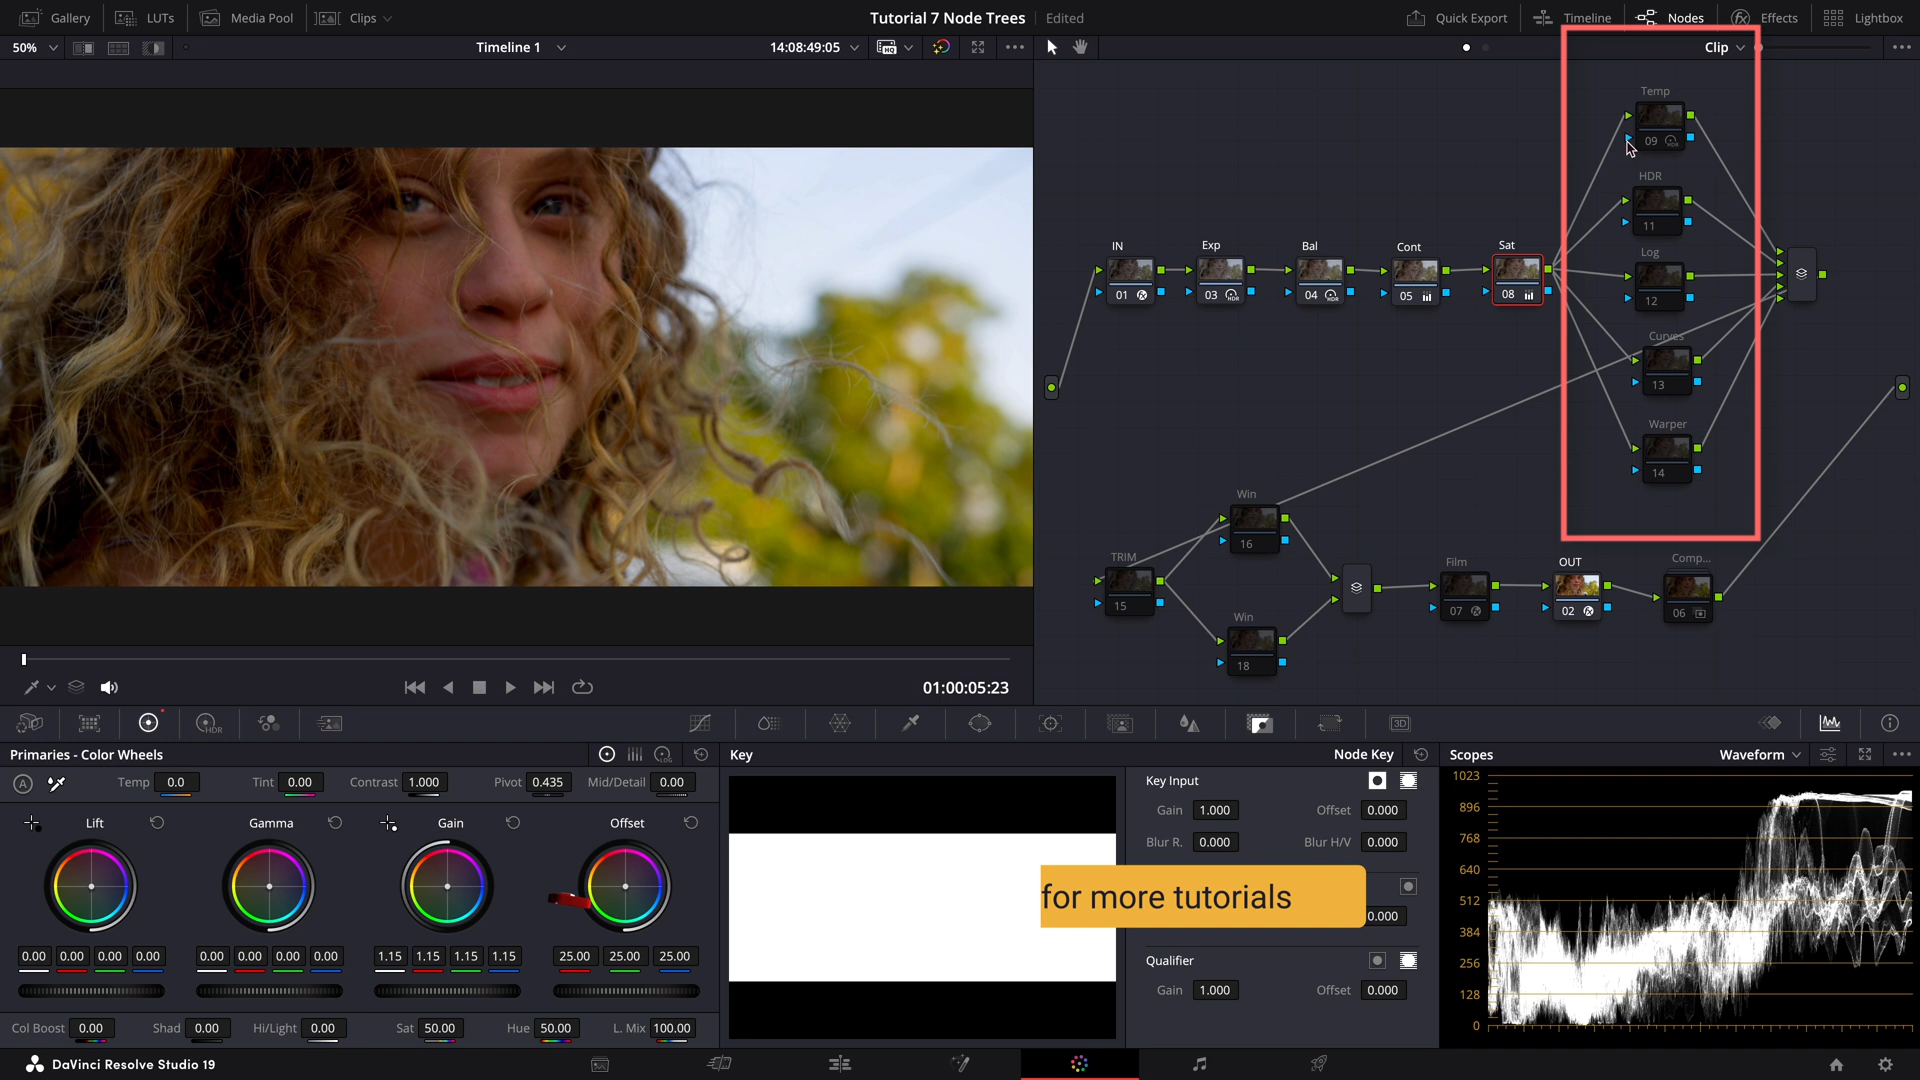 Gallery LUTs Media Pool Clips Tutorial 7 Node Trees Edited Quick Export Timeline Nodes Effects Lightbox
50% Timeline 1 14:08:49:05 HQ Clip
Temp
09 HDR
HDR
11
IN Exp Bal Cont Sat
01 03 HDR 04 HDR 05 08
Log
12
Curves
13
Warper
14
Win
16
TRIM
15
Win
18
Film OUT Comp...
07 02 06
01:00:05:23
HDR 3D
Primaries - Color Wheels LOG
Key Node Key
Scopes Waveform
A Temp 0.0 Tint 0.00 Contrast 1.000 Pivot 0.435 Mid/Detail 0.00
Lift Gamma Gain Offset
0.00 0.00 0.00 0.00 0.00 0.00 0.00 0.00 1.15 1.15 1.15 1.15 25.00 25.00 25.00
Col Boost 0.00 Shad 0.00 Hi/Light 0.00 Sat 50.00 Hue 50.00 L. Mix 100.00
Key Input
Gain 1.000 Offset 0.000
Blur R. 0.000 Blur H/V 0.000
for more tutorials
0.000
Qualifier
Gain 1.000 Offset 0.000
1023
896
768
640
512
384
256
128
0
DaVinci Resolve Studio 19